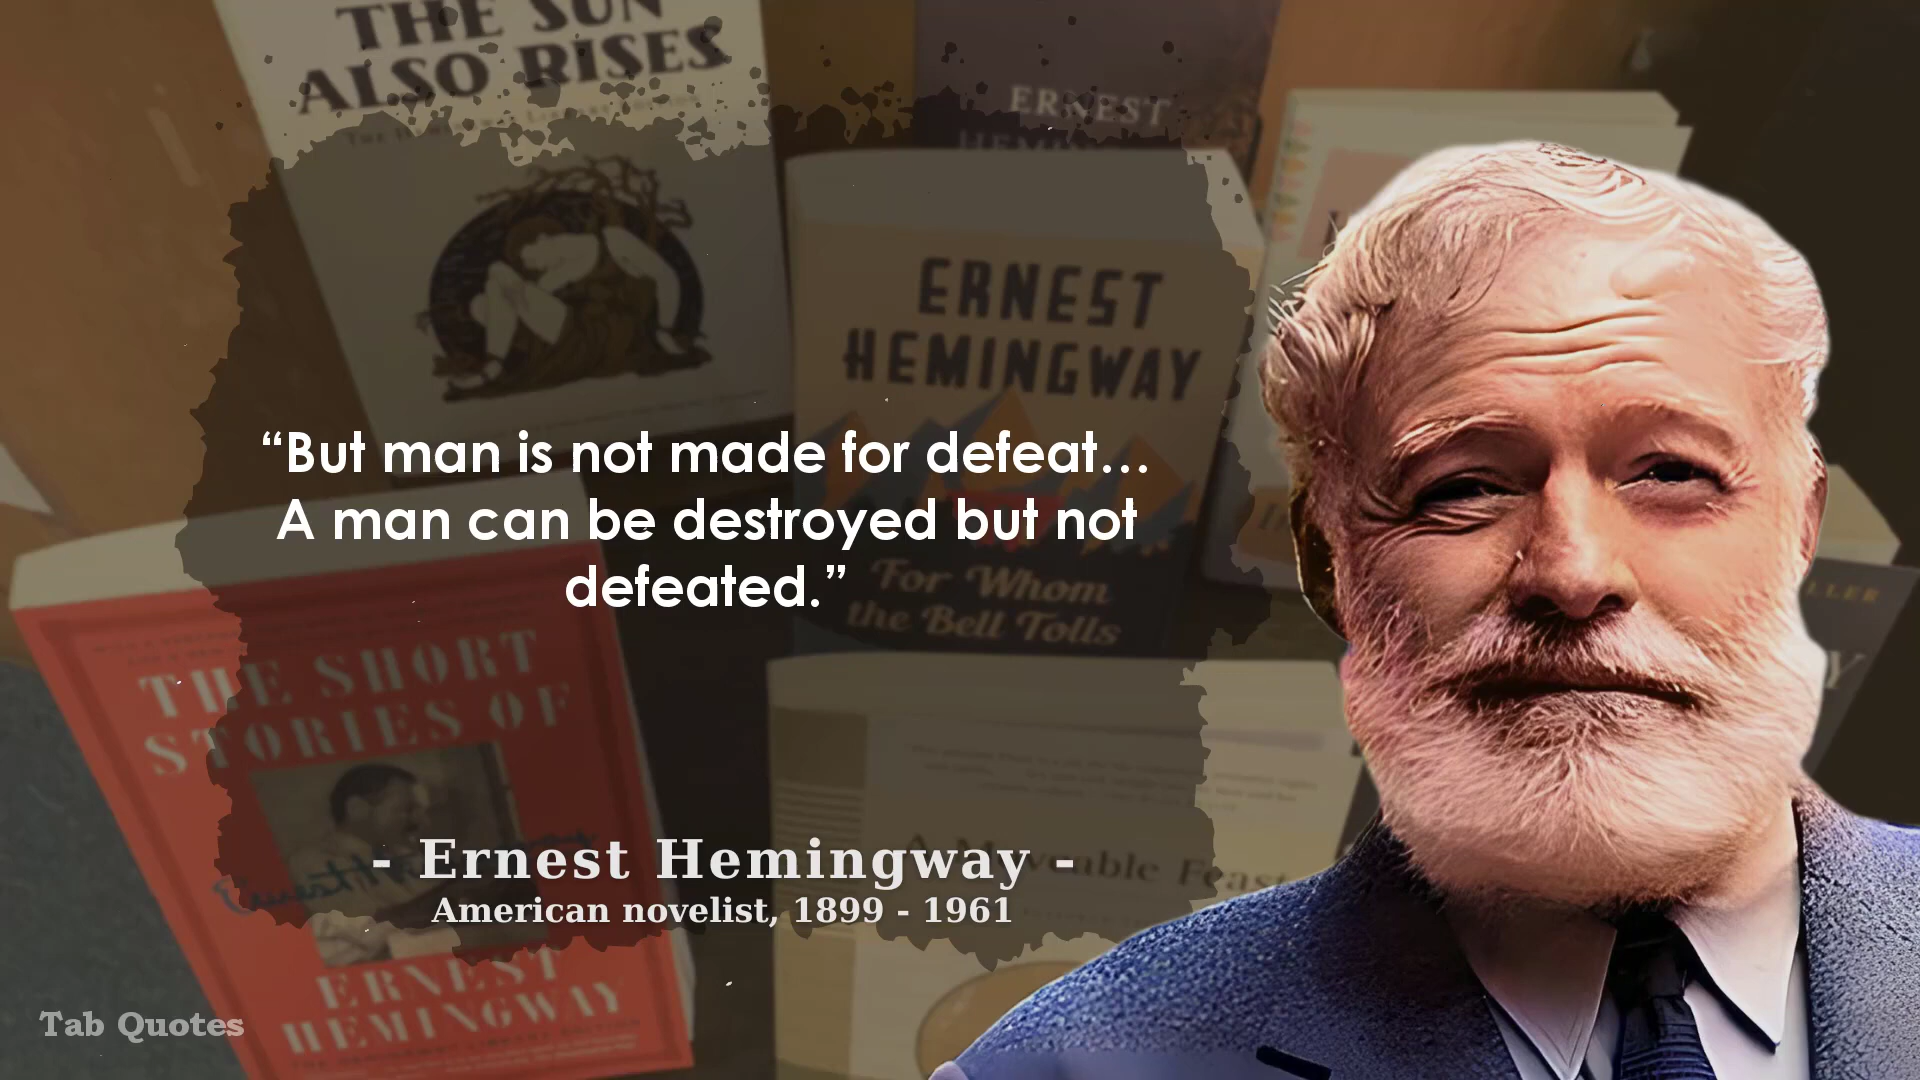 THE SUN
ALSO RISES
ERNEST
ERNEST
HEMINGWAY
“But man is not made for defeat…
A man can be destroyed but not
defeated.”
For Whom
the Bell Tolls
THE SHORT
STORIES OF
- Ernest Hemingway -
American novelist, 1899 - 1961
A Moveable Feast
ERNEST
HEMINGWAY
Tab Quotes